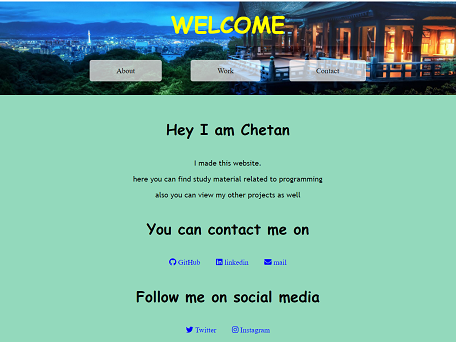 WELCOME
About Work Contact
Hey I am Chetan
I made this website,
here you can find study material related to programming
also you can view my other projects as well
You can contact me on
GitHub linkedin mail
Follow me on social media
Twitter Instagram